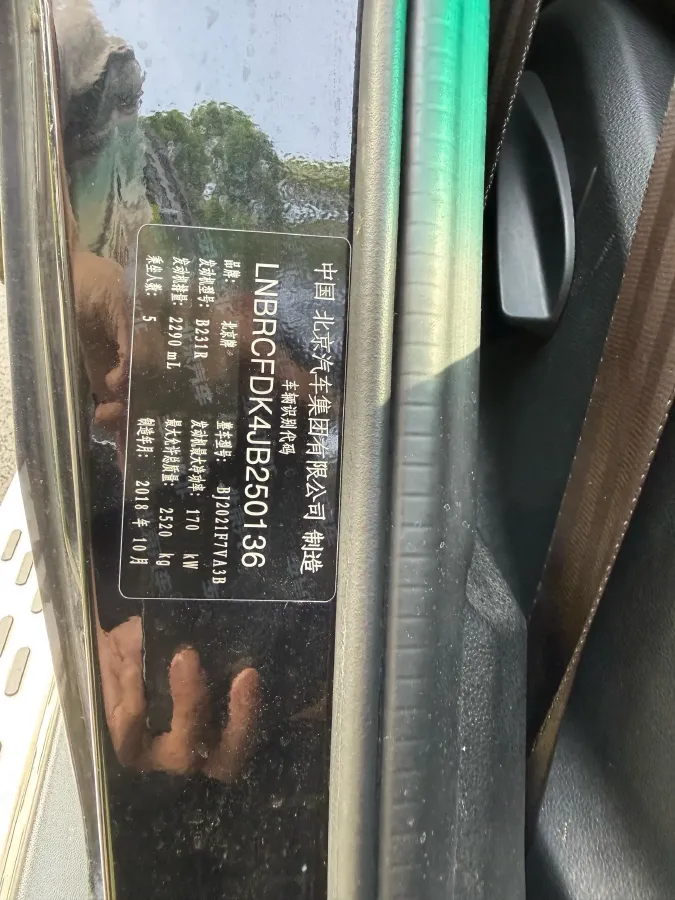 中国 北京汽车集团有限公司 制造
车辆识别代码
LNBRCFDK4JB250136
品牌: 北京牌 整车型号: BJ2021F7VA3B
发动机型号: B231R 发动机最大净功率: 170 kW
发动机排量: 2290 mL 最大允许总质量: 2520 kg
乘坐人数: 5 制造年月: 2018 年 10 月